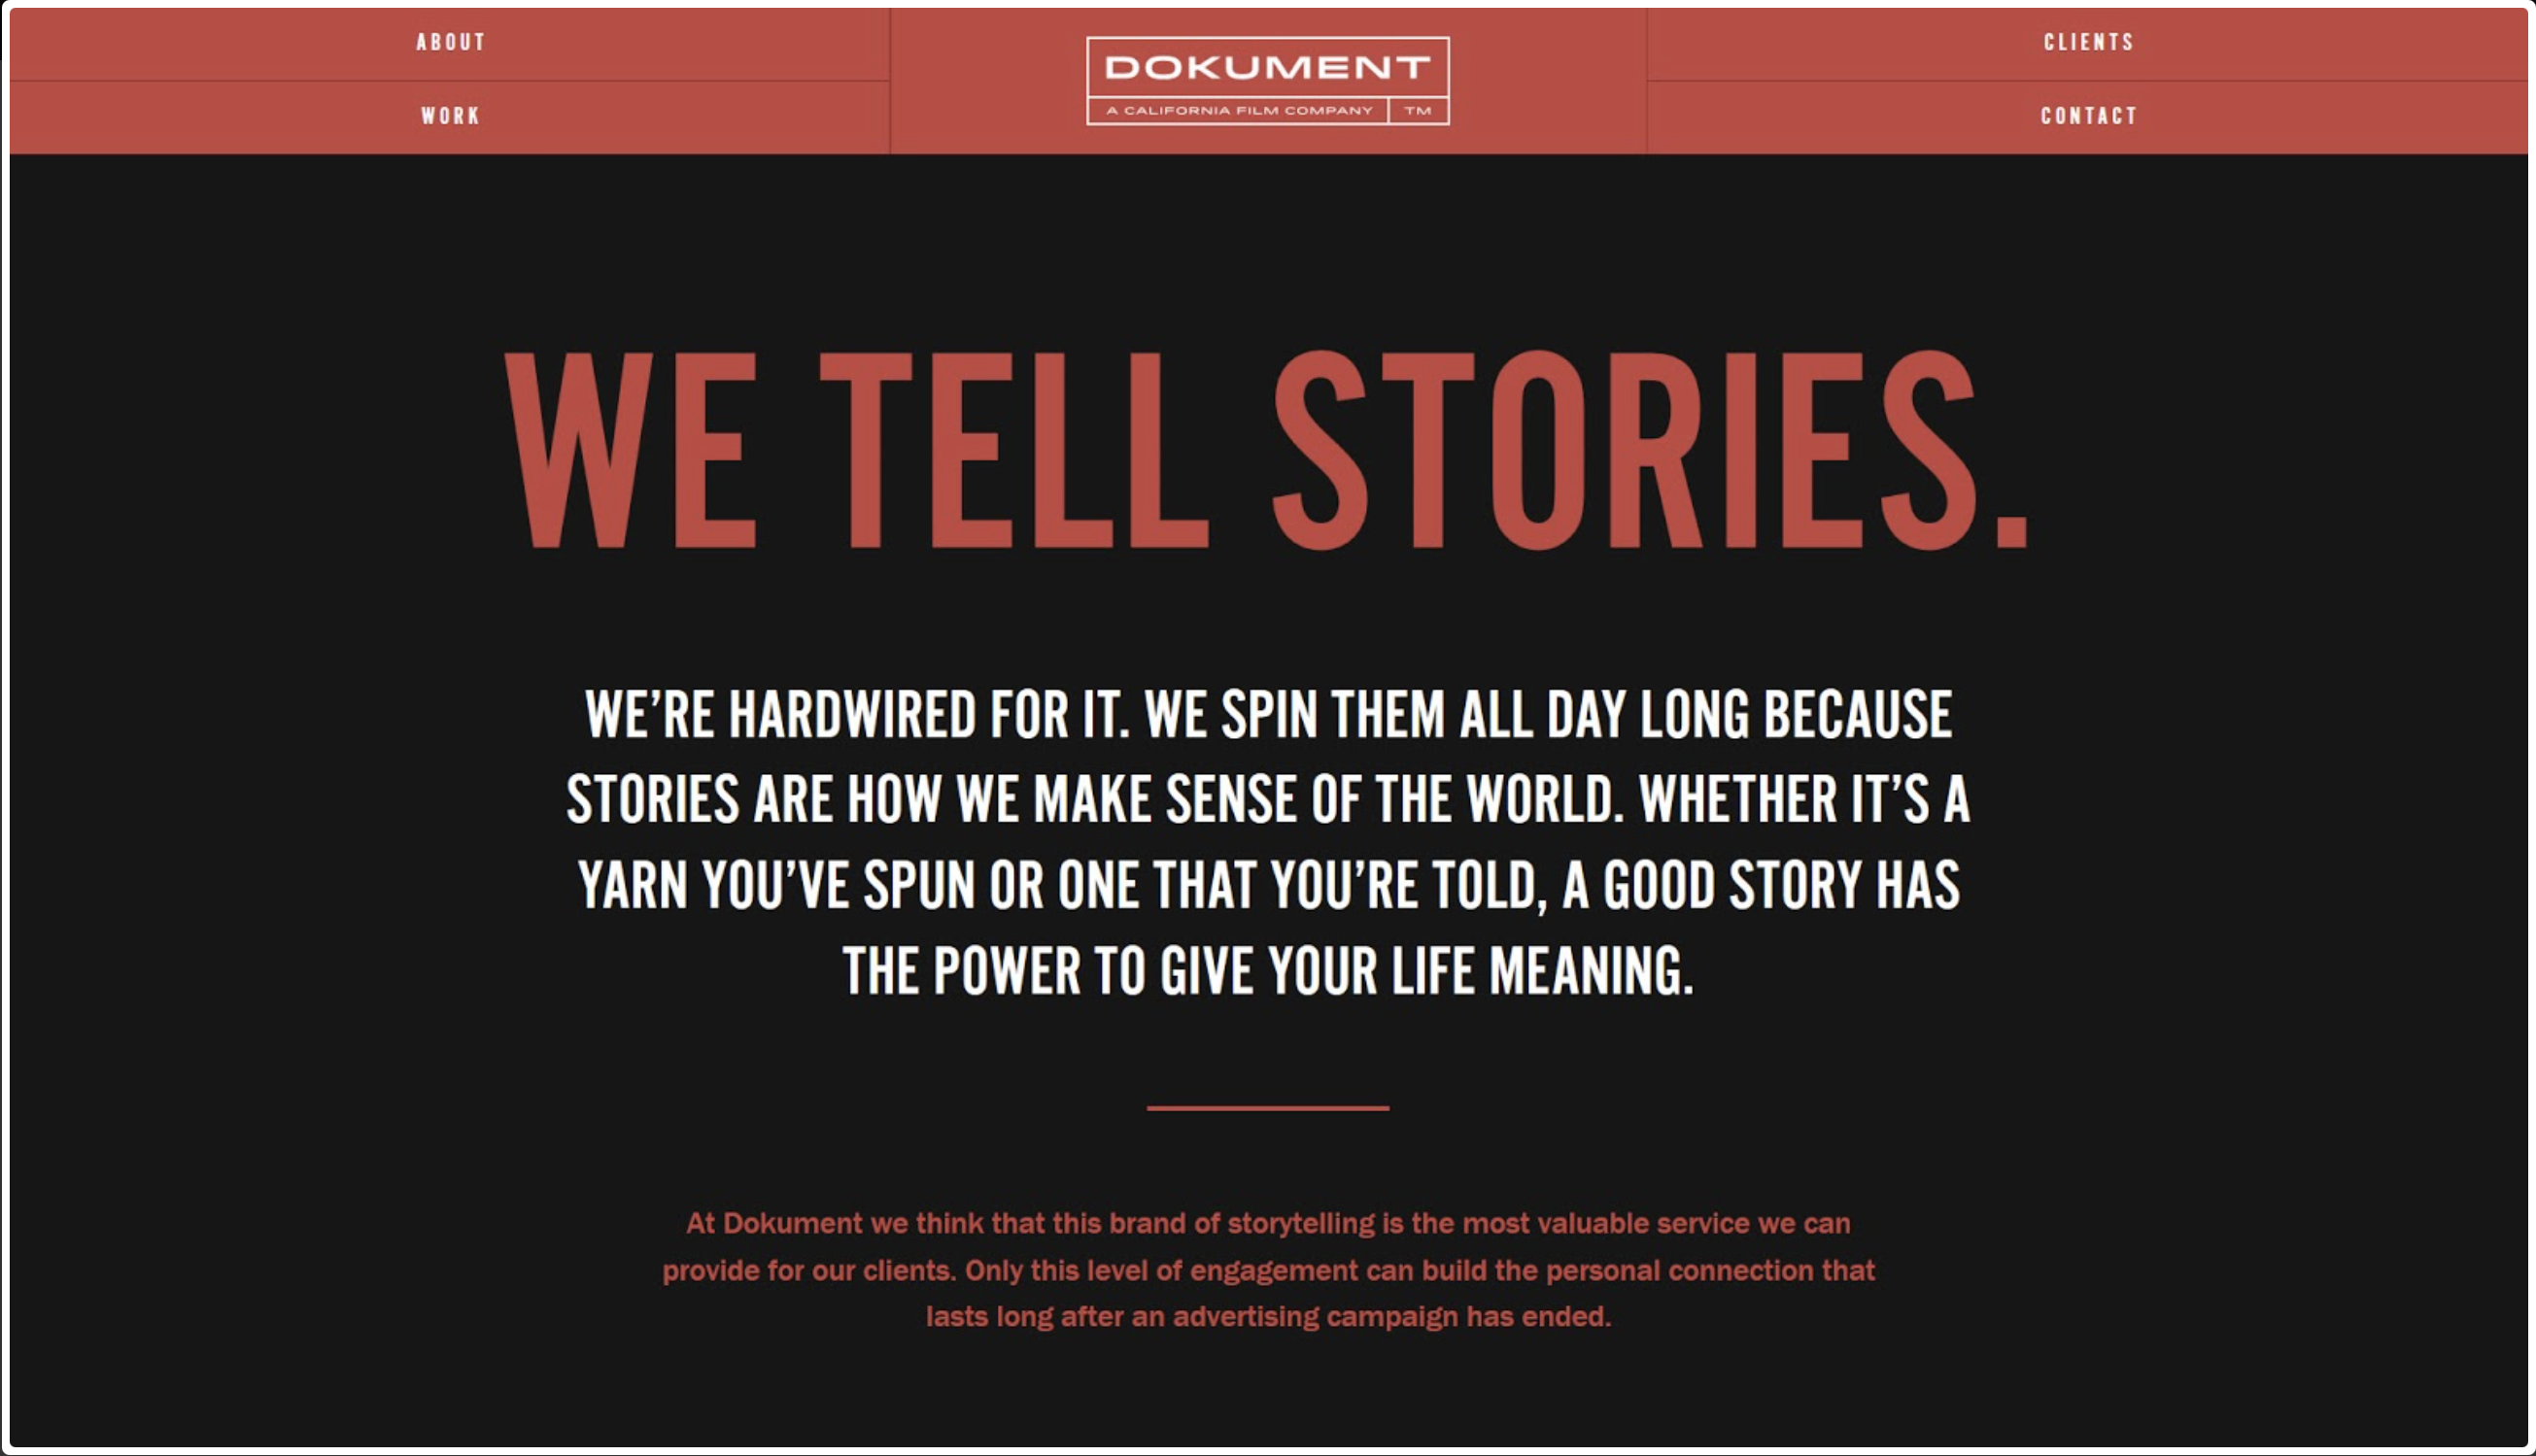 ABOUT
WORK
DOKUMENT
A CALIFORNIA FILM COMPANY TM
CLIENTS
CONTACT
WE TELL STORIES.
WE’RE HARDWIRED FOR IT. WE SPIN THEM ALL DAY LONG BECAUSE
STORIES ARE HOW WE MAKE SENSE OF THE WORLD. WHETHER IT’S A
YARN YOU’VE SPUN OR ONE THAT YOU’RE TOLD, A GOOD STORY HAS
THE POWER TO GIVE YOUR LIFE MEANING.
At Dokument we think that this brand of storytelling is the most valuable service we can
provide for our clients. Only this level of engagement can build the personal connection that
lasts long after an advertising campaign has ended.